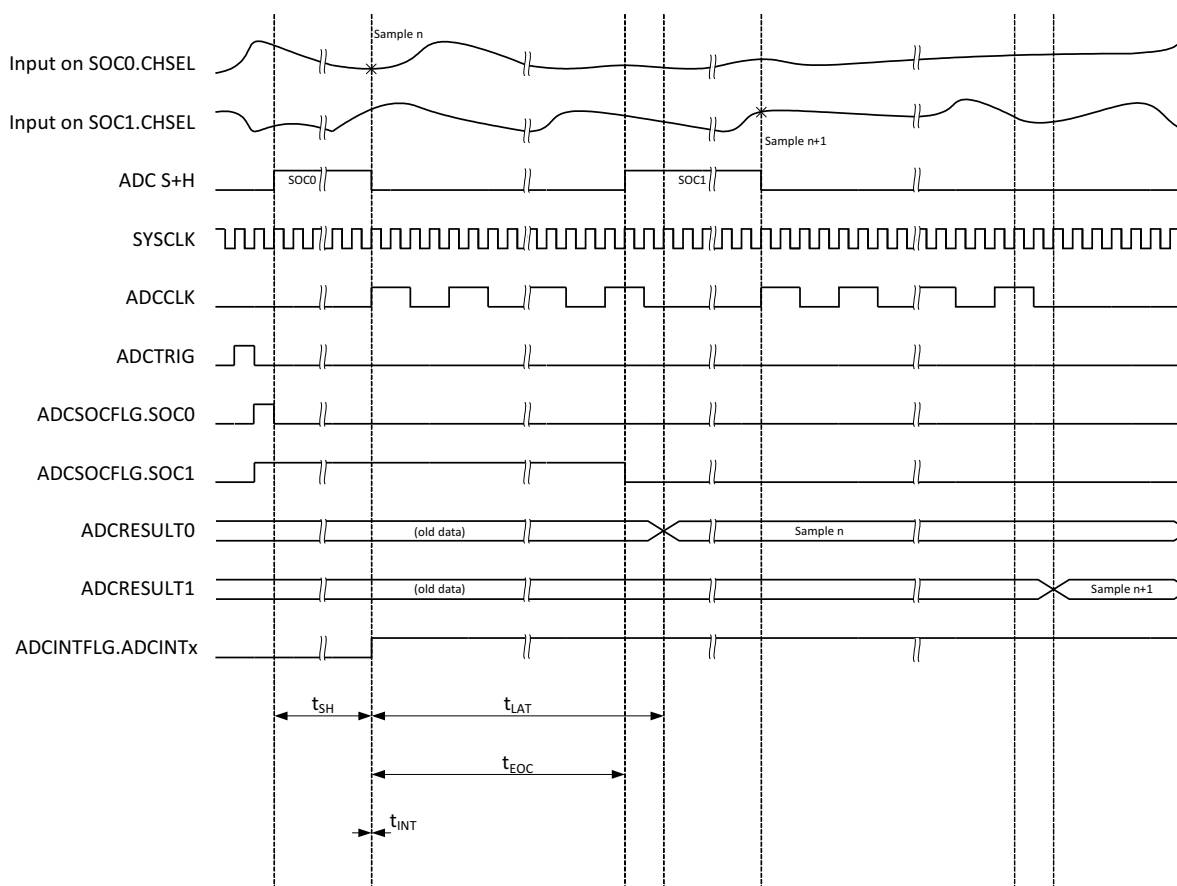 Sample n
Input on SOC0.CHSEL
Input on SOC1.CHSEL
Sample n+1
ADC S+H
SOC0
SOC1
SYSCLK
ADCCLK
ADCTRIG
ADCSOCFLG.SOC0
ADCSOCFLG.SOC1
ADCRESULT0
(old data)
Sample n
ADCRESULT1
(old data)
Sample n+1
ADCINTFLG.ADCINTx
tSH
tLAT
tEOC
tINT